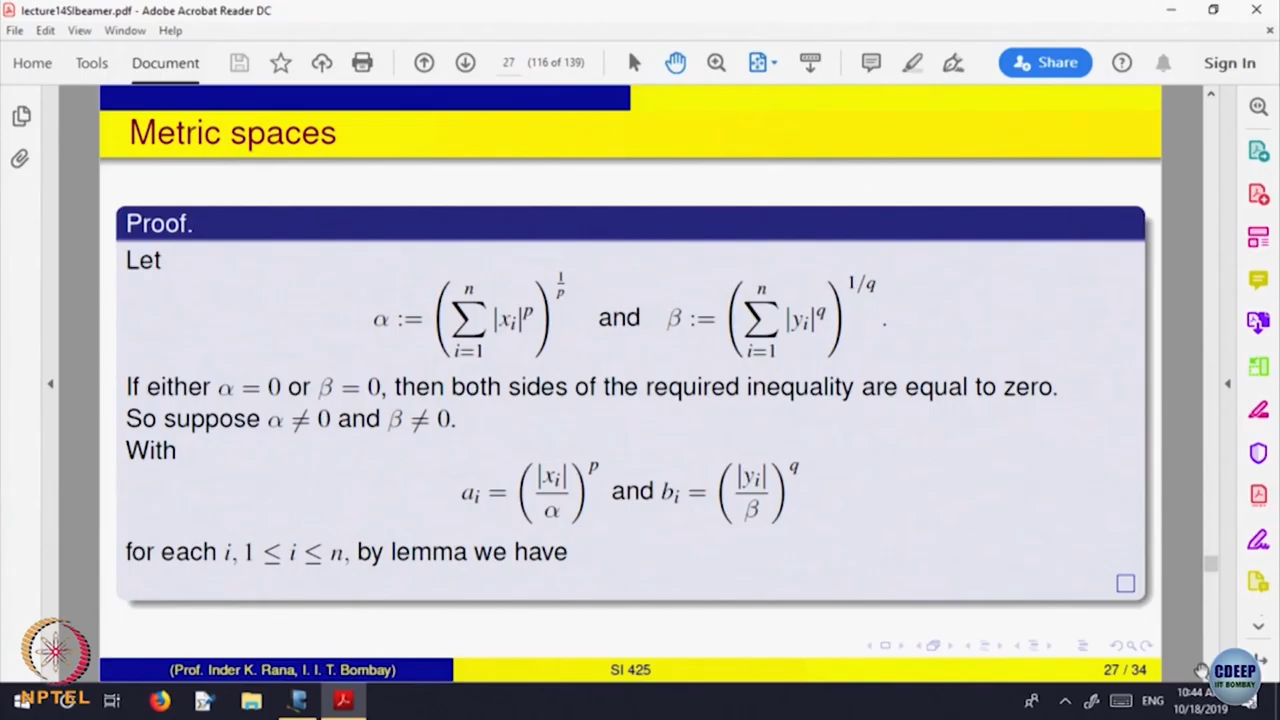 lecture14SIbeamer.pdf - Adobe Acrobat Reader DC
File Edit View Window Help
Home Tools Document 27 (116 of 139) Share Sign In
Metric spaces
Proof.
Let
α := (∑_{i=1}^{n} |x_i|^p)^{1/p} and β := (∑_{i=1}^{n} |y_i|^q)^{1/q}.
If either α = 0 or β = 0, then both sides of the required inequality are equal to zero.
So suppose α ≠ 0 and β ≠ 0.
With
a_i = (|x_i|/α)^p and b_i = (|y_i|/β)^q
for each i, 1 ≤ i ≤ n, by lemma we have
(Prof. Inder K. Rana, I. I. T. Bombay) SI 425 27 / 34
NPTEL
CDEEP
IIT BOMBAY
ENG
10:44
10/18/2019